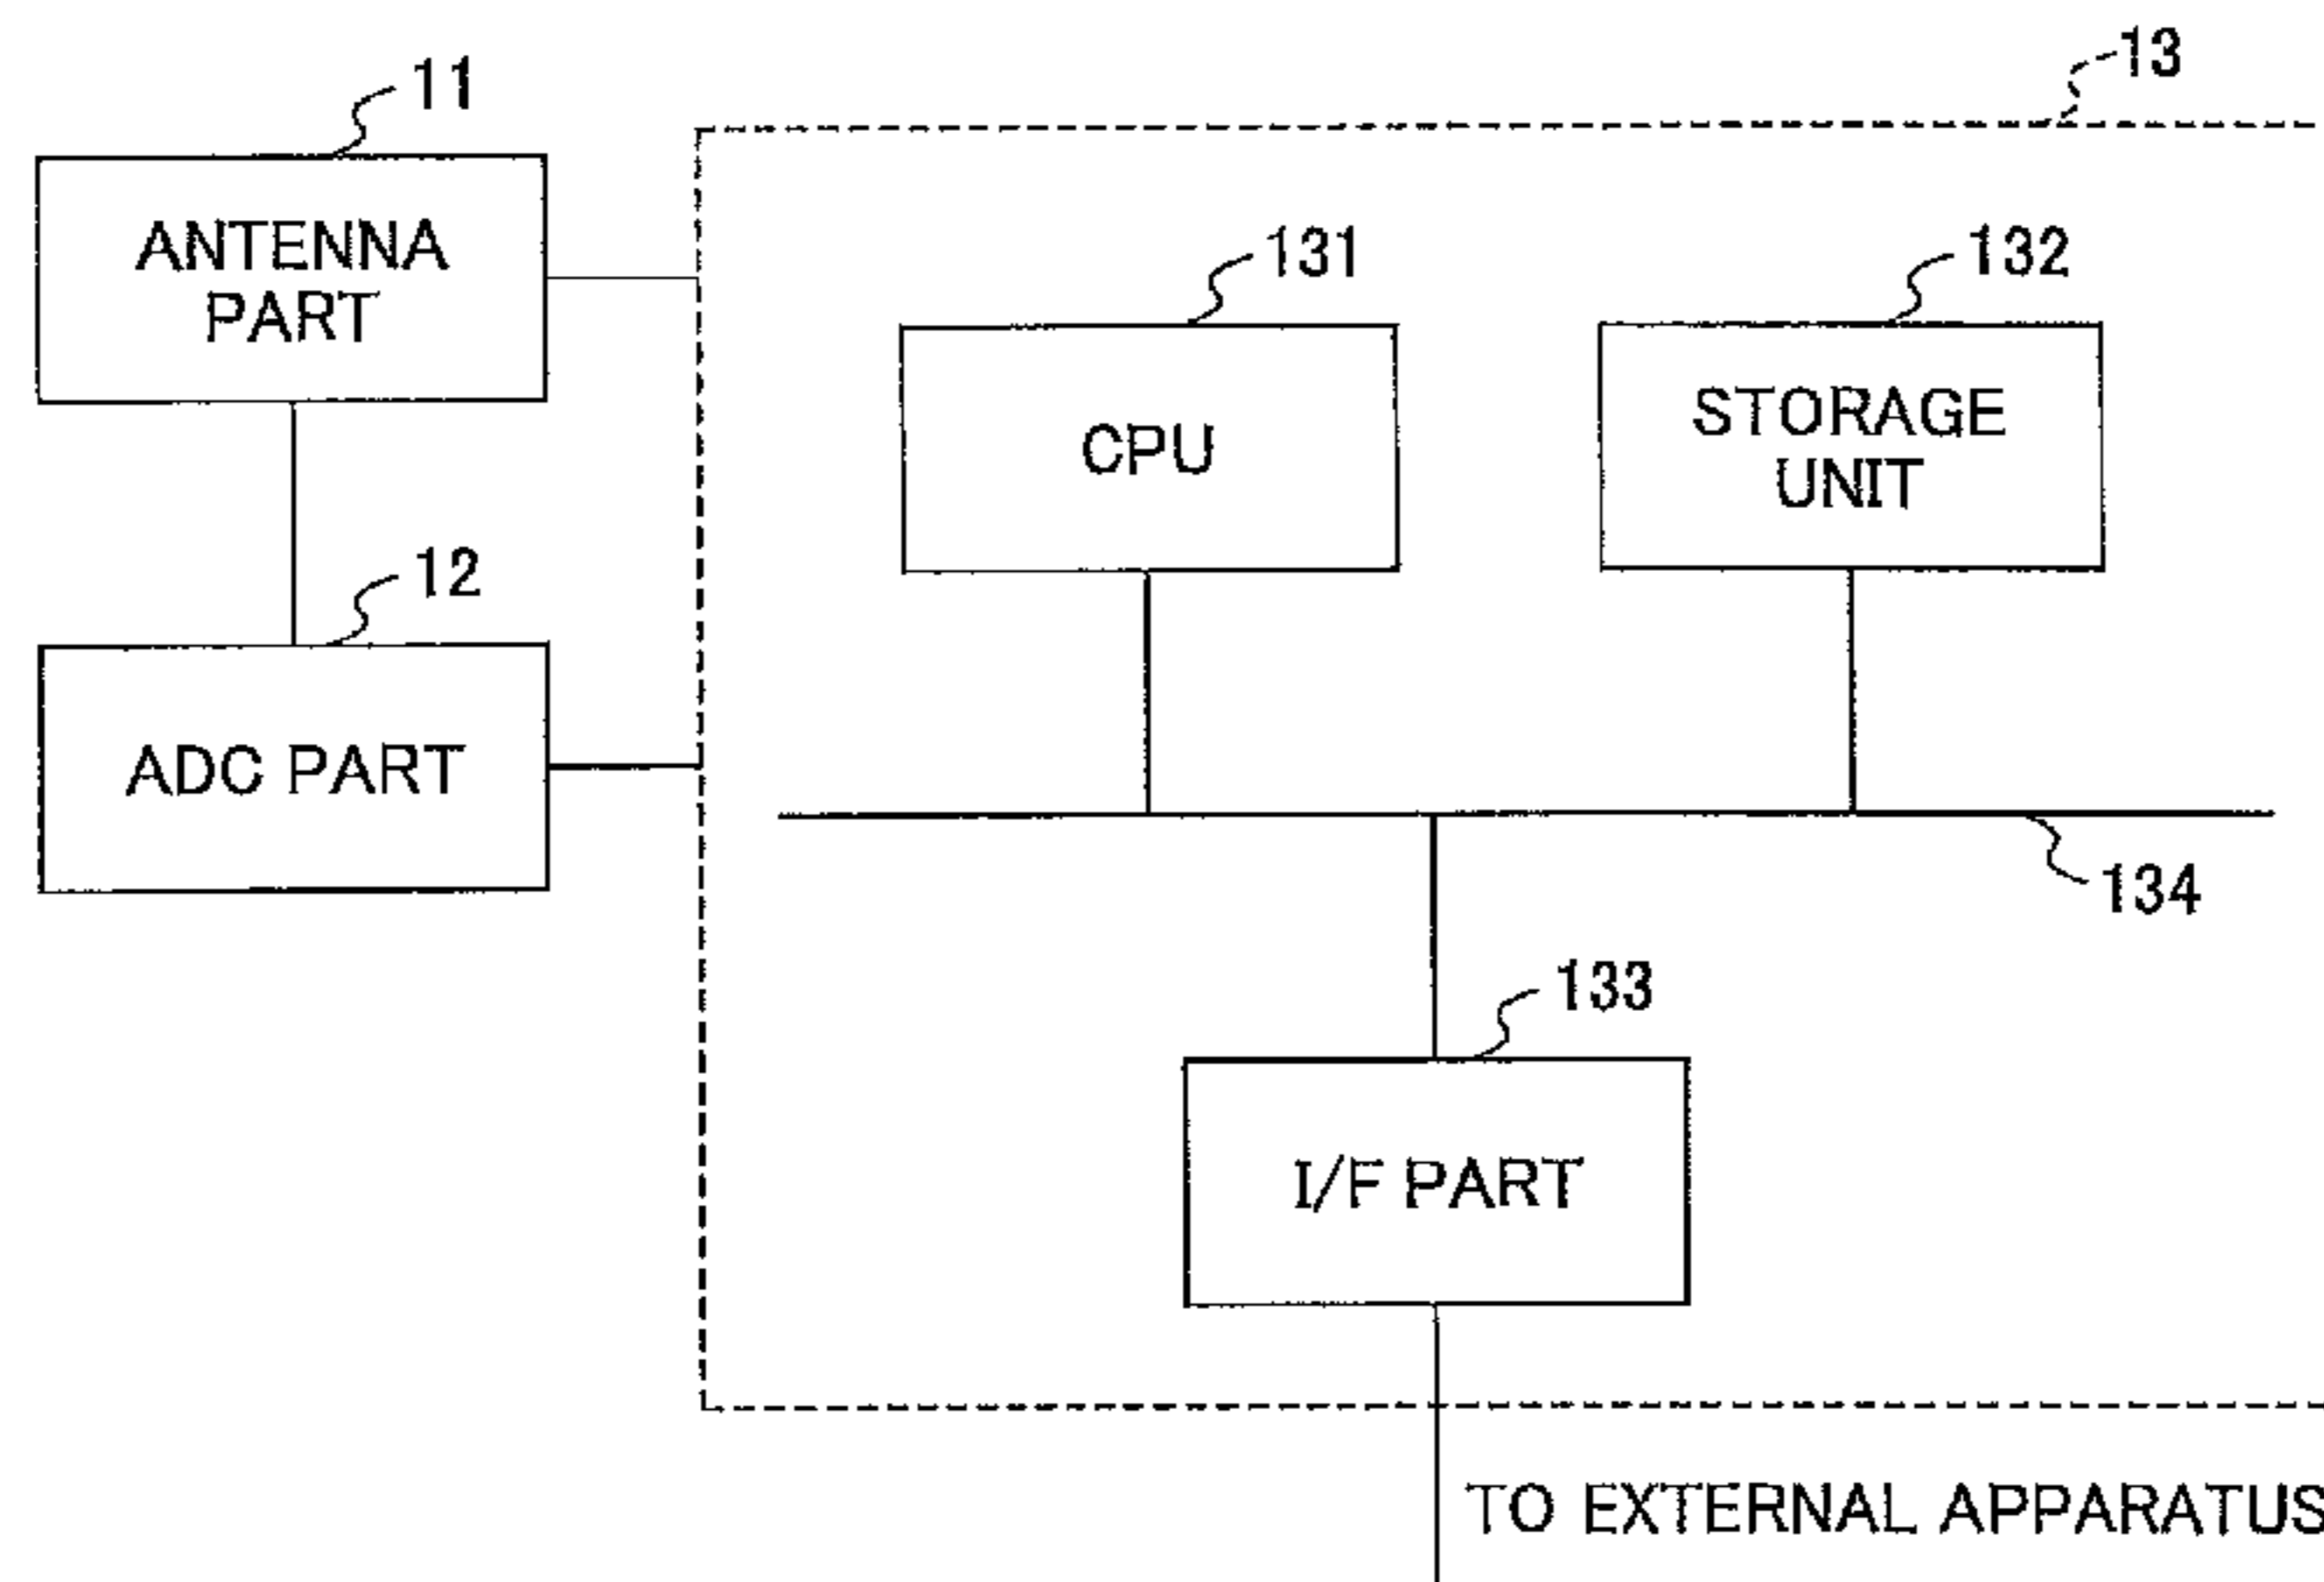 13
11
ANTENNA
PART
131
132
CPU
STORAGE
UNIT
12
ADC PART
134
133
I/F PART
TO EXTERNAL APPARATUS